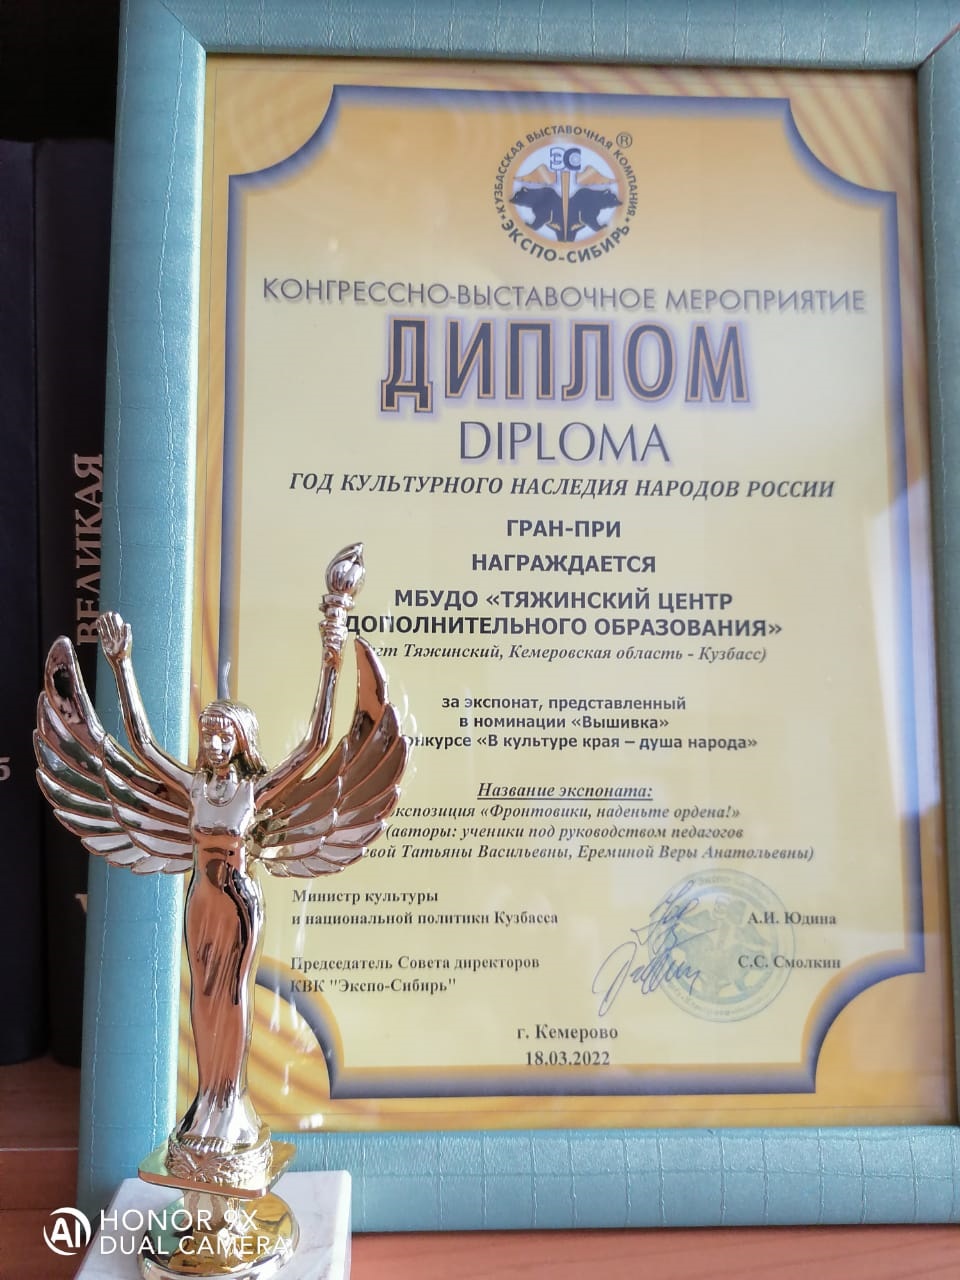 КУЗБАССКАЯ ВЫСТАВОЧНАЯ КОМПАНИЯ ®
ЭС
ЭКСПО-СИБИРЬ
КОНГРЕССНО-ВЫСТАВОЧНОЕ МЕРОПРИЯТИЕ
ДИПЛОМ
DIPLOMA
ГОД КУЛЬТУРНОГО НАСЛЕДИЯ НАРОДОВ РОССИИ
ГРАН-ПРИ
НАГРАЖДАЕТСЯ
МБУДО «ТЯЖИНСКИЙ ЦЕНТР
ДОПОЛНИТЕЛЬНОГО ОБРАЗОВАНИЯ»
Тяжинский, Кемеровская область - Кузбасс)
за экспонат, представленный
в номинации «Вышивка»
«В культуре края – душа народа»
Название экспоната:
«Фронтовики, наденьте ордена!»
(авторы: ученики под руководством педагогов
Татьяны Васильевны, Ереминой Веры Анатольевны)
Министр культуры
и национальной политики Кузбасса
А.И. Юдина
Председатель Совета директоров
КВК "Экспо-Сибирь"
С.С. Смолкин
г. Кемерово
18.03.2022
ВЕЛИКАЯ
HONOR 9X
DUAL CAMERA